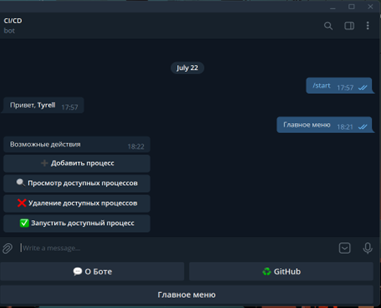 CI/CD
bot
July 22
/start 17:57
Привет, Tyrell 17:57
Главное меню 18:21
Возможные действия 18:22
➕ Добавить процесс
🔍 Просмотр доступных процессов
❌ Удаление доступных процессов
✅ Запустить доступный процесс
Write a message...
💬 О Боте
♻️ GitHub
Главное меню